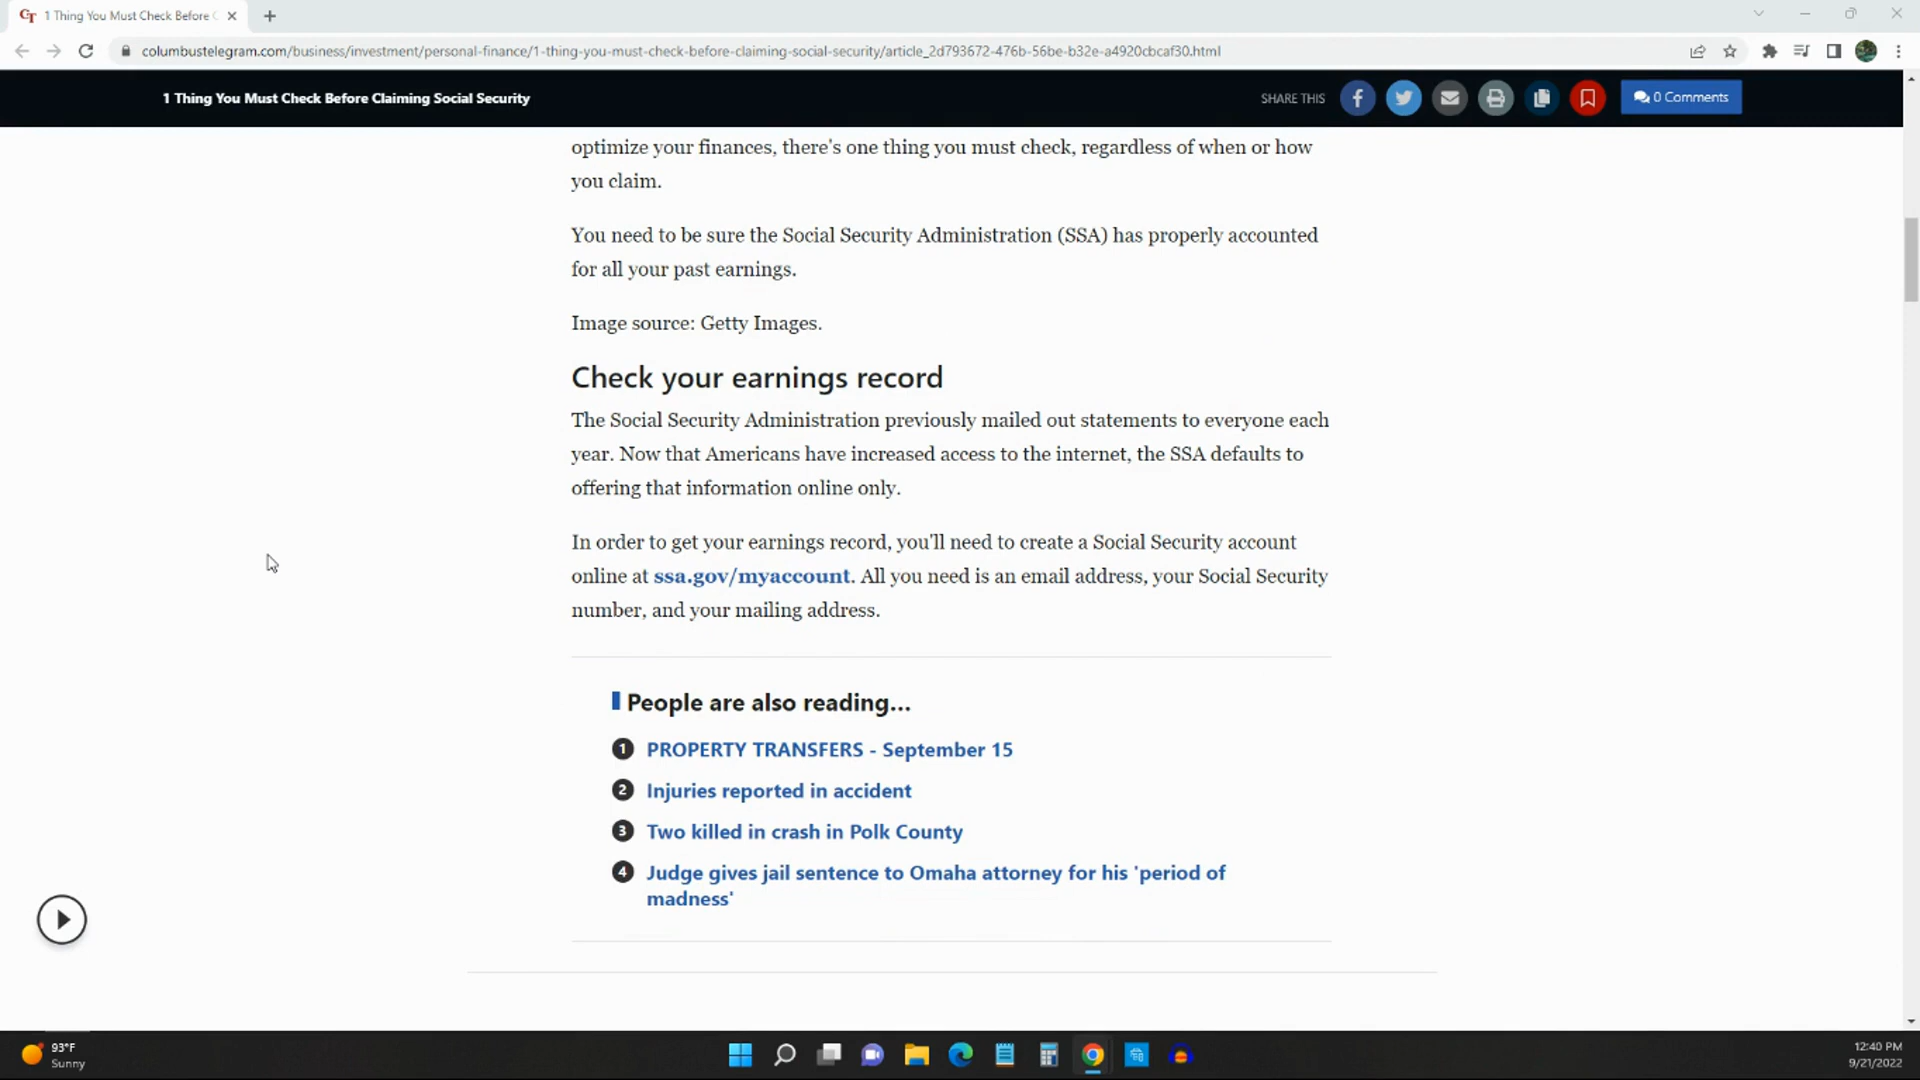 1 Thing You Must Check Before C
columbustelegram.com/business/investment/personal-finance/1-thing-you-must-check-before-claiming-social-security/article_2d793672-476b-56be-b32e-a4920cbcaf30.html
1 Thing You Must Check Before Claiming Social Security
SHARE THIS
0 Comments
optimize your finances, there's one thing you must check, regardless of when or how
you claim.
You need to be sure the Social Security Administration (SSA) has properly accounted
for all your past earnings.
Image source: Getty Images.
Check your earnings record
The Social Security Administration previously mailed out statements to everyone each
year. Now that Americans have increased access to the internet, the SSA defaults to
offering that information online only.
In order to get your earnings record, you'll need to create a Social Security account
online at ssa.gov/myaccount. All you need is an email address, your Social Security
number, and your mailing address.
People are also reading…
1 PROPERTY TRANSFERS - September 15
2 Injuries reported in accident
3 Two killed in crash in Polk County
4 Judge gives jail sentence to Omaha attorney for his 'period of
madness'
93°F
Sunny
12:40 PM
9/21/2022